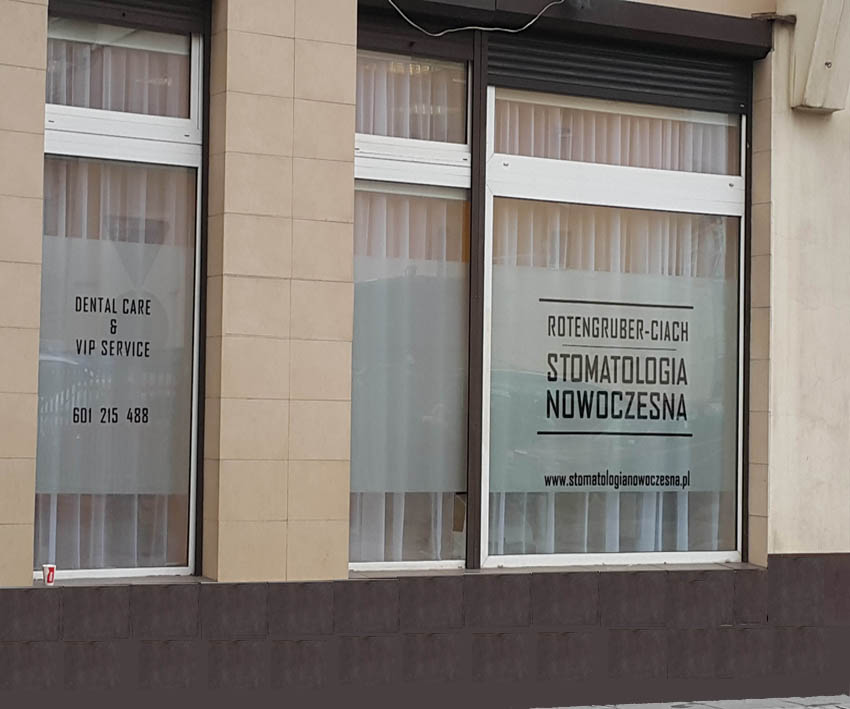 DENTAL CARE
&
VIP SERVICE
601 215 488
ROTENGRUBER-CIACH
STOMATOLOGIA
NOWOCZESNA
www.stomatologianowoczesna.pl